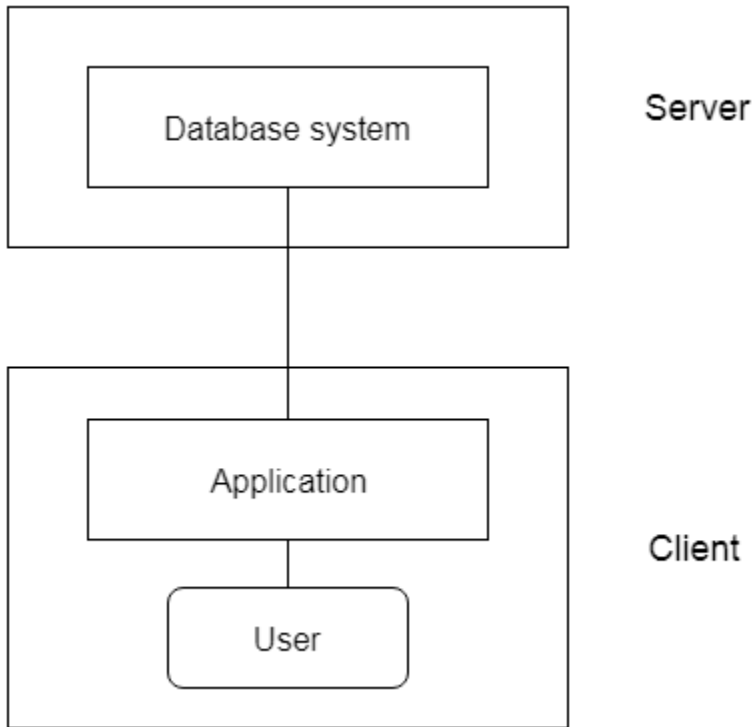 Database system
Server
Application
Client
User